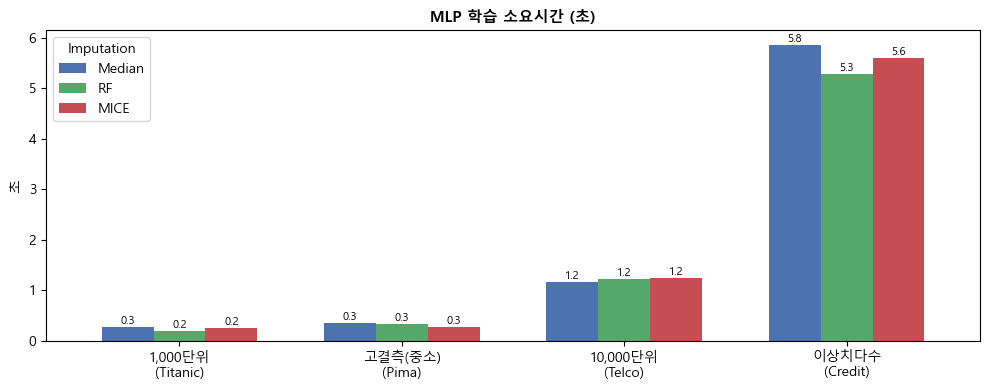 MLP 학습 소요시간 (초)
Imputation
Median
RF
MICE
초
6
5
4
3
2
1
0
0.3
0.2
0.2
0.3
0.3
0.3
1.2
1.2
1.2
5.8
5.3
5.6
1,000단위
(Titanic)
고결측(중소)
(Pima)
10,000단위
(Telco)
이상치다수
(Credit)